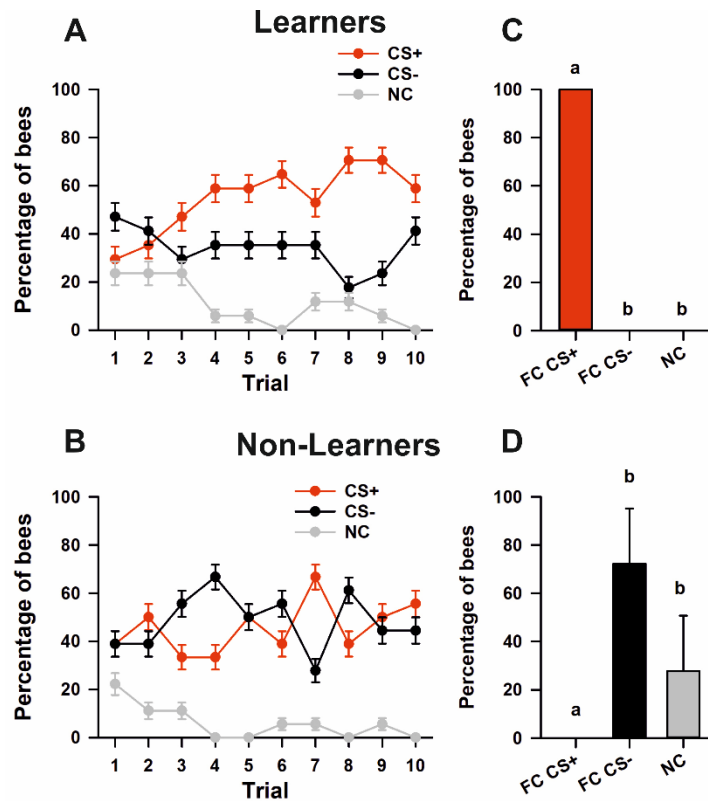 A
Learners
CS+
CS-
NC
Percentage of bees
100
80
60
40
20
0
1 2 3 4 5 6 7 8 9 10
Trial
C
Percentage of bees
100
80
60
40
20
0
a
b
b
FC CS+
FC CS-
NC
B
Non-Learners
CS+
CS-
NC
Percentage of bees
100
80
60
40
20
0
1 2 3 4 5 6 7 8 9 10
Trial
D
Percentage of bees
100
80
60
40
20
0
a
b
b
FC CS+
FC CS-
NC